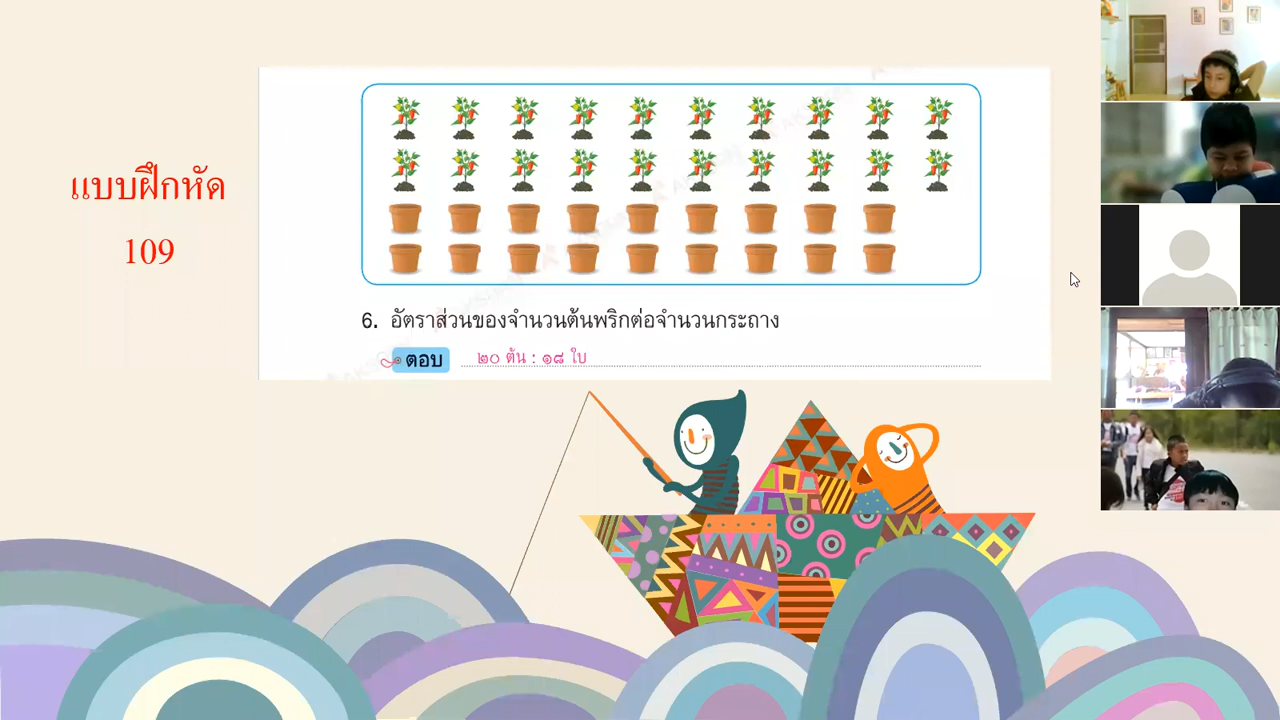 แบบฝึกหัด
109
6. อัตราส่วนของจำนวนต้นพริกต่อจำนวนกระถาง
ตอบ ๒๐ ต้น : ๑๘ ใบ